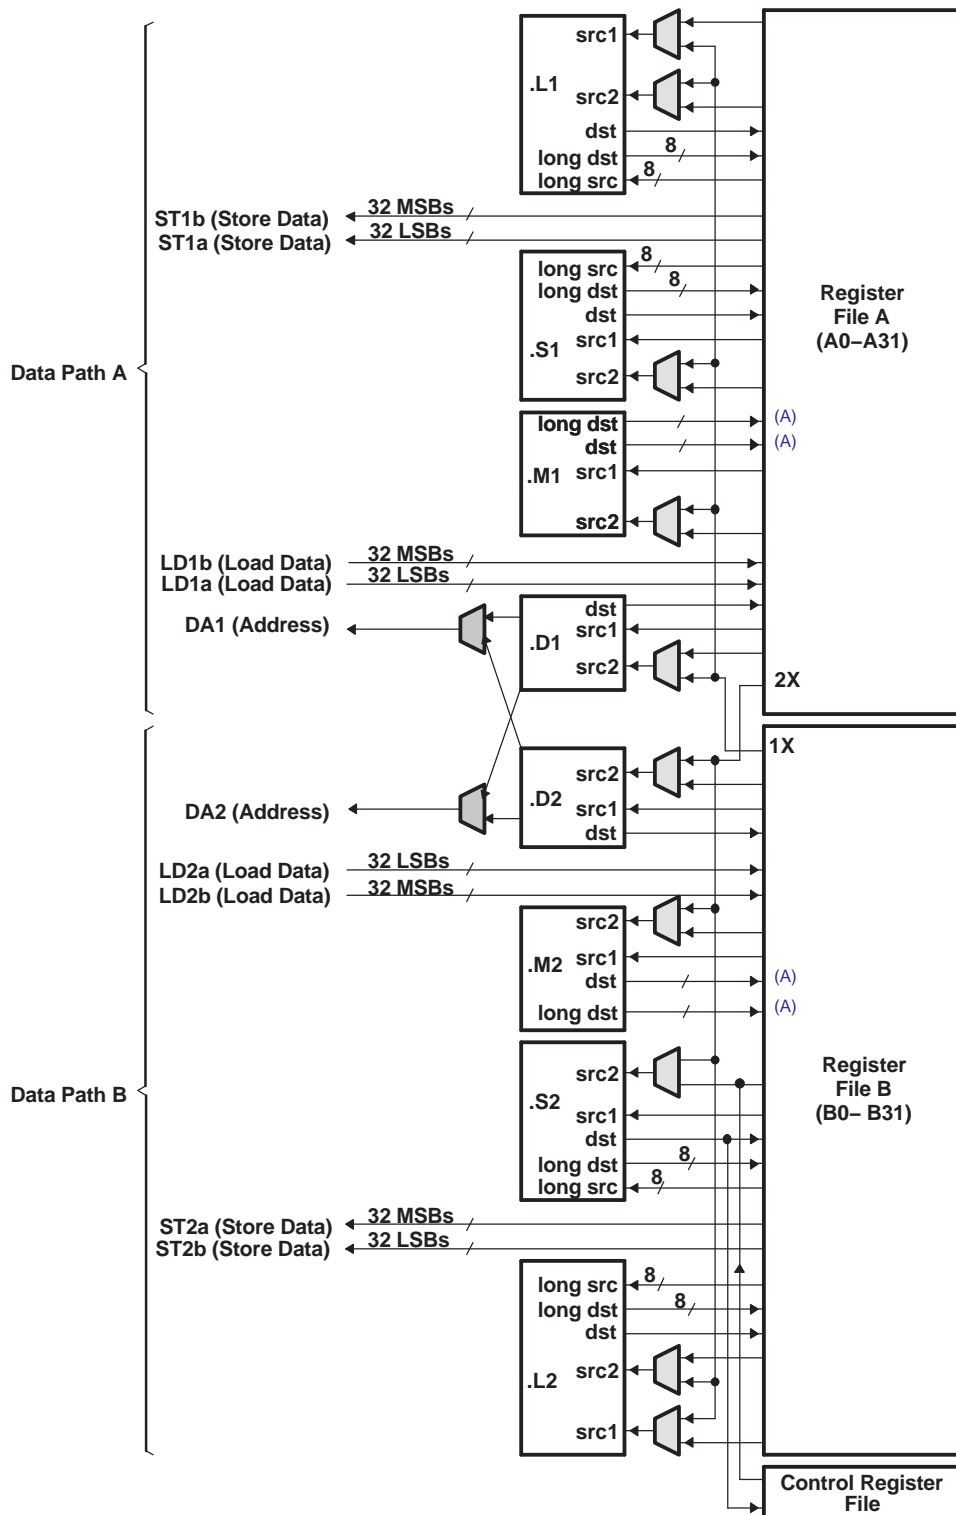 src1
.L1
src2
dst
long dst
8
long src
8
ST1b (Store Data)
32 MSBs
ST1a (Store Data)
32 LSBs
long src
8
long dst
8
dst
.S1
src1
src2
Register
File A
(A0–A31)
Data Path A
long dst
(A)
dst
(A)
.M1
src1
src2
LD1b (Load Data)
32 MSBs
LD1a (Load Data)
32 LSBs
DA1 (Address)
dst
src1
.D1
src2
2X
1X
src2
.D2
DA2 (Address)
src1
dst
LD2a (Load Data)
32 LSBs
LD2b (Load Data)
32 MSBs
src2
src1
.M2
dst
(A)
long dst
(A)
src2
.S2
Register
File B
(B0– B31)
Data Path B
src1
dst
long dst
8
long src
8
ST2a (Store Data)
32 MSBs
ST2b (Store Data)
32 LSBs
long src
8
long dst
8
dst
src2
.L2
src1
Control Register
File